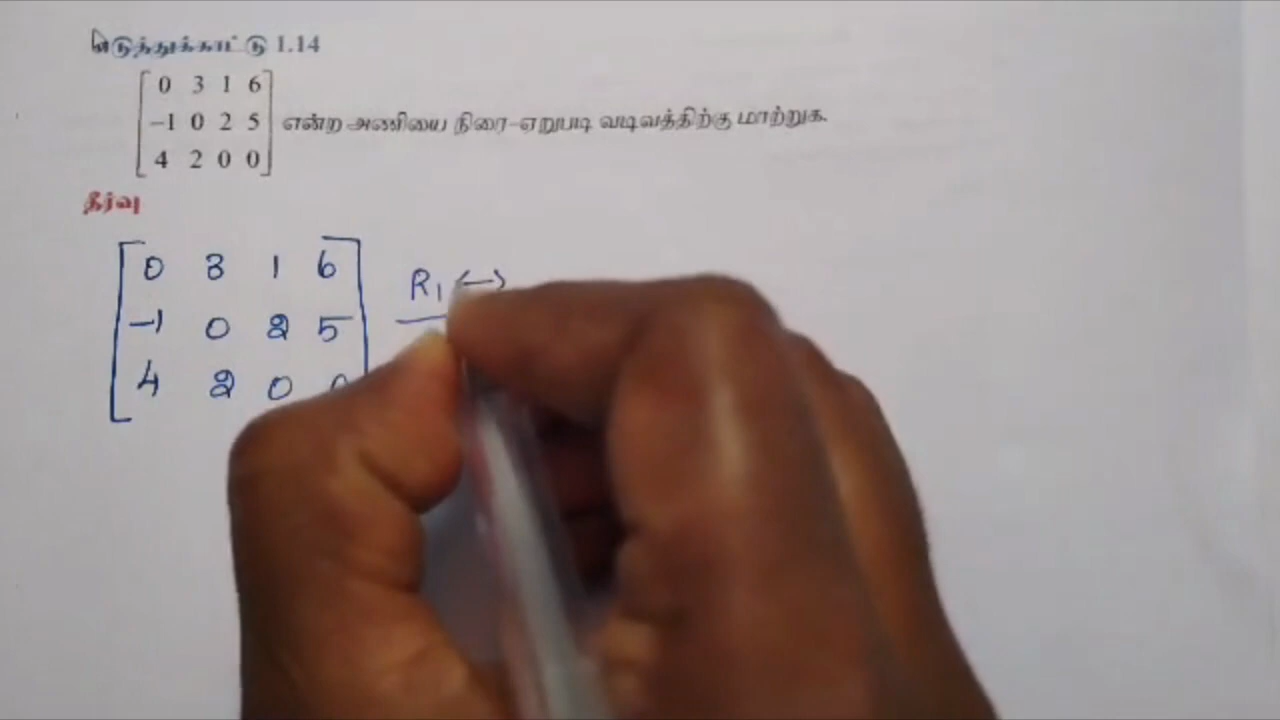 எடுத்துக்காட்டு 1.14
0 3 1 6
−1 0 2 5 என்ற அணியை நிரை-ஏறுபடி வடிவத்திற்கு மாற்றுக.
4 2 0 0
தீர்வு
0 3 1 6 R1 ↔
−1 0 2 5
4 2 0 0